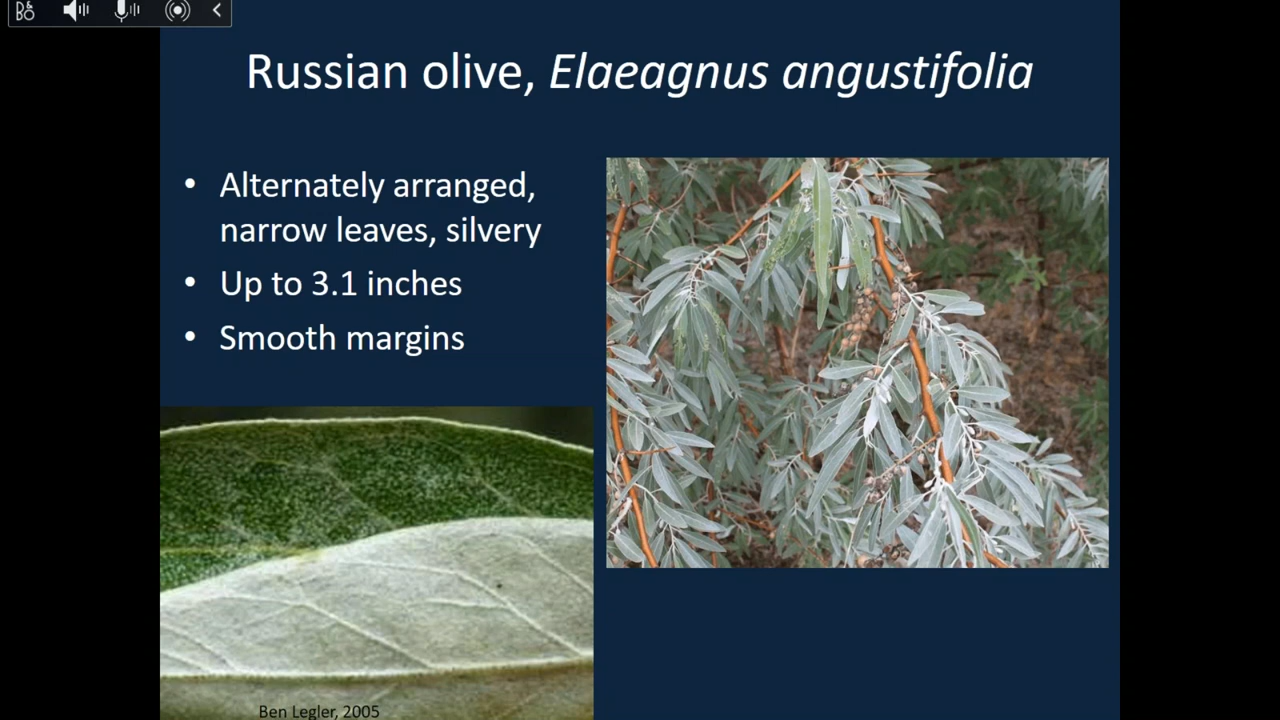 B&O
Russian olive, Elaeagnus angustifolia
• Alternately arranged,
narrow leaves, silvery
• Up to 3.1 inches
• Smooth margins
Ben Legler, 2005